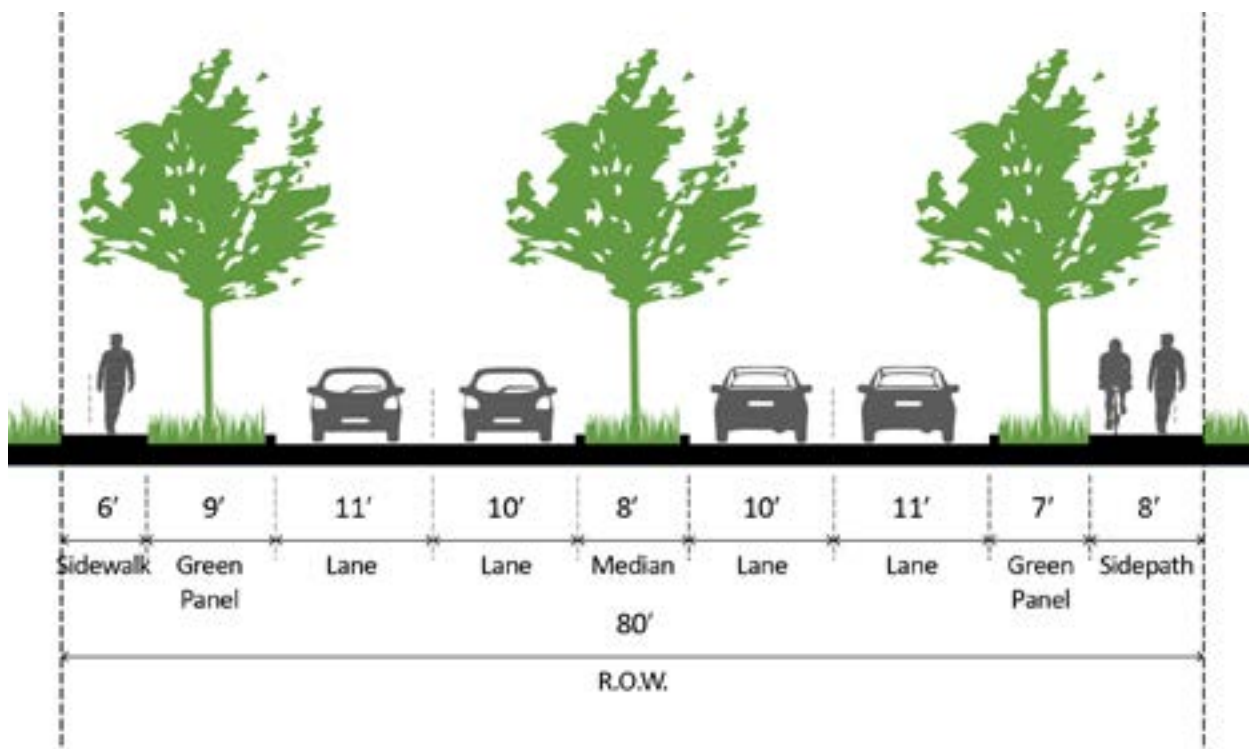 6′ 9′ 11′ 10′ 8′ 10′ 11′ 7′ 8′
Sidewalk Green Lane Lane Median Lane Lane Green Sidepath
Panel Panel
80′
R.O.W.